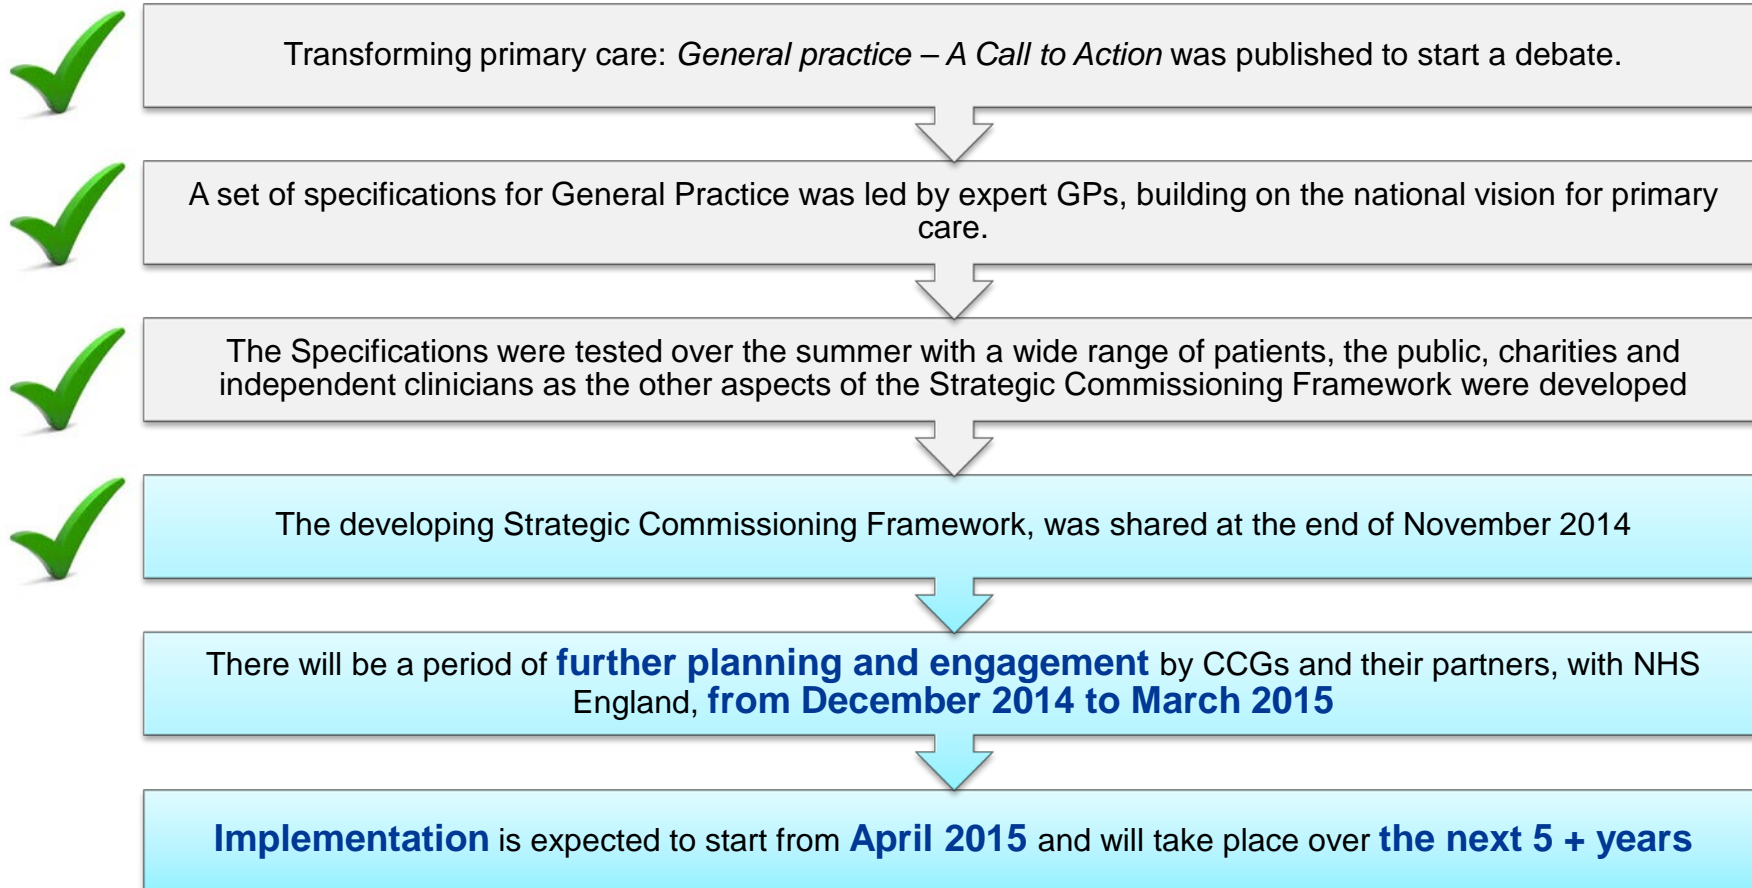 Transforming primary care: General practice – A Call to Action was published to start a debate.
A set of specifications for General Practice was led by expert GPs, building on the national vision for primary
care.
The Specifications were tested over the summer with a wide range of patients, the public, charities and
independent clinicians as the other aspects of the Strategic Commissioning Framework were developed
The developing Strategic Commissioning Framework, was shared at the end of November 2014
There will be a period of further planning and engagement by CCGs and their partners, with NHS
England, from December 2014 to March 2015
Implementation is expected to start from April 2015 and will take place over the next 5 + years